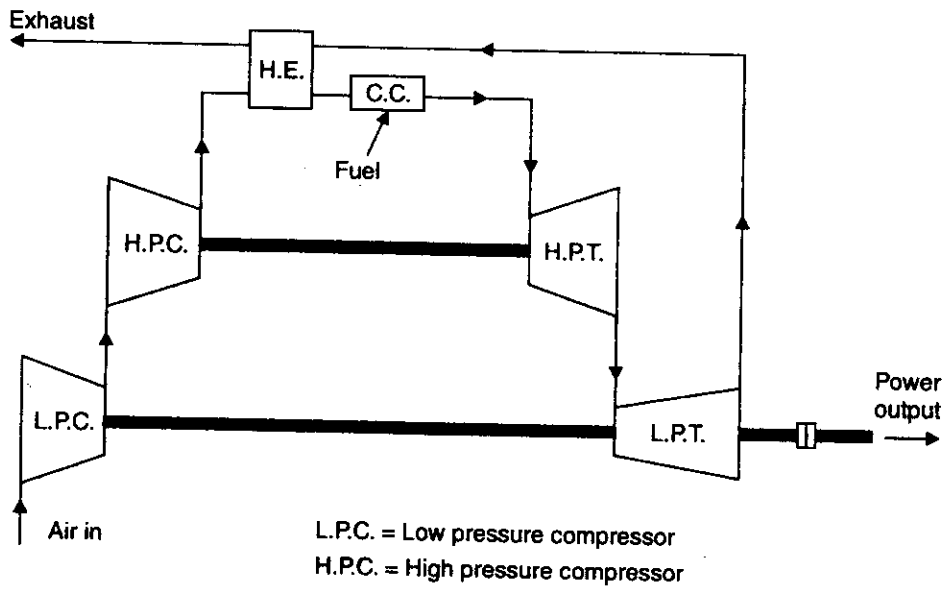 Exhaust
H.E.
C.C.
Fuel
H.P.C.
H.P.T.
Power
output
L.P.C.
L.P.T.
Air in
L.P.C. = Low pressure compressor
H.P.C. = High pressure compressor